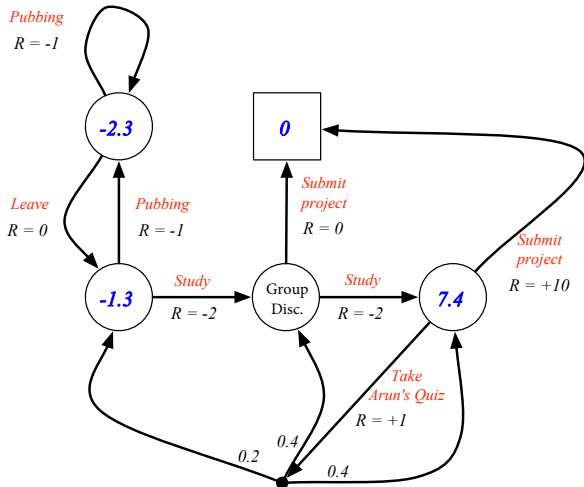 Pubbing
R = -1
-2.3
0
Leave
R = 0
Pubbing
R = -1
Submit
project
R = 0
Submit
project
R = +10
-1.3
Study
R = -2
Group
Disc.
Study
R = -2
7.4
Take
Arun's Quiz
R = +1
0.2
0.4
0.4